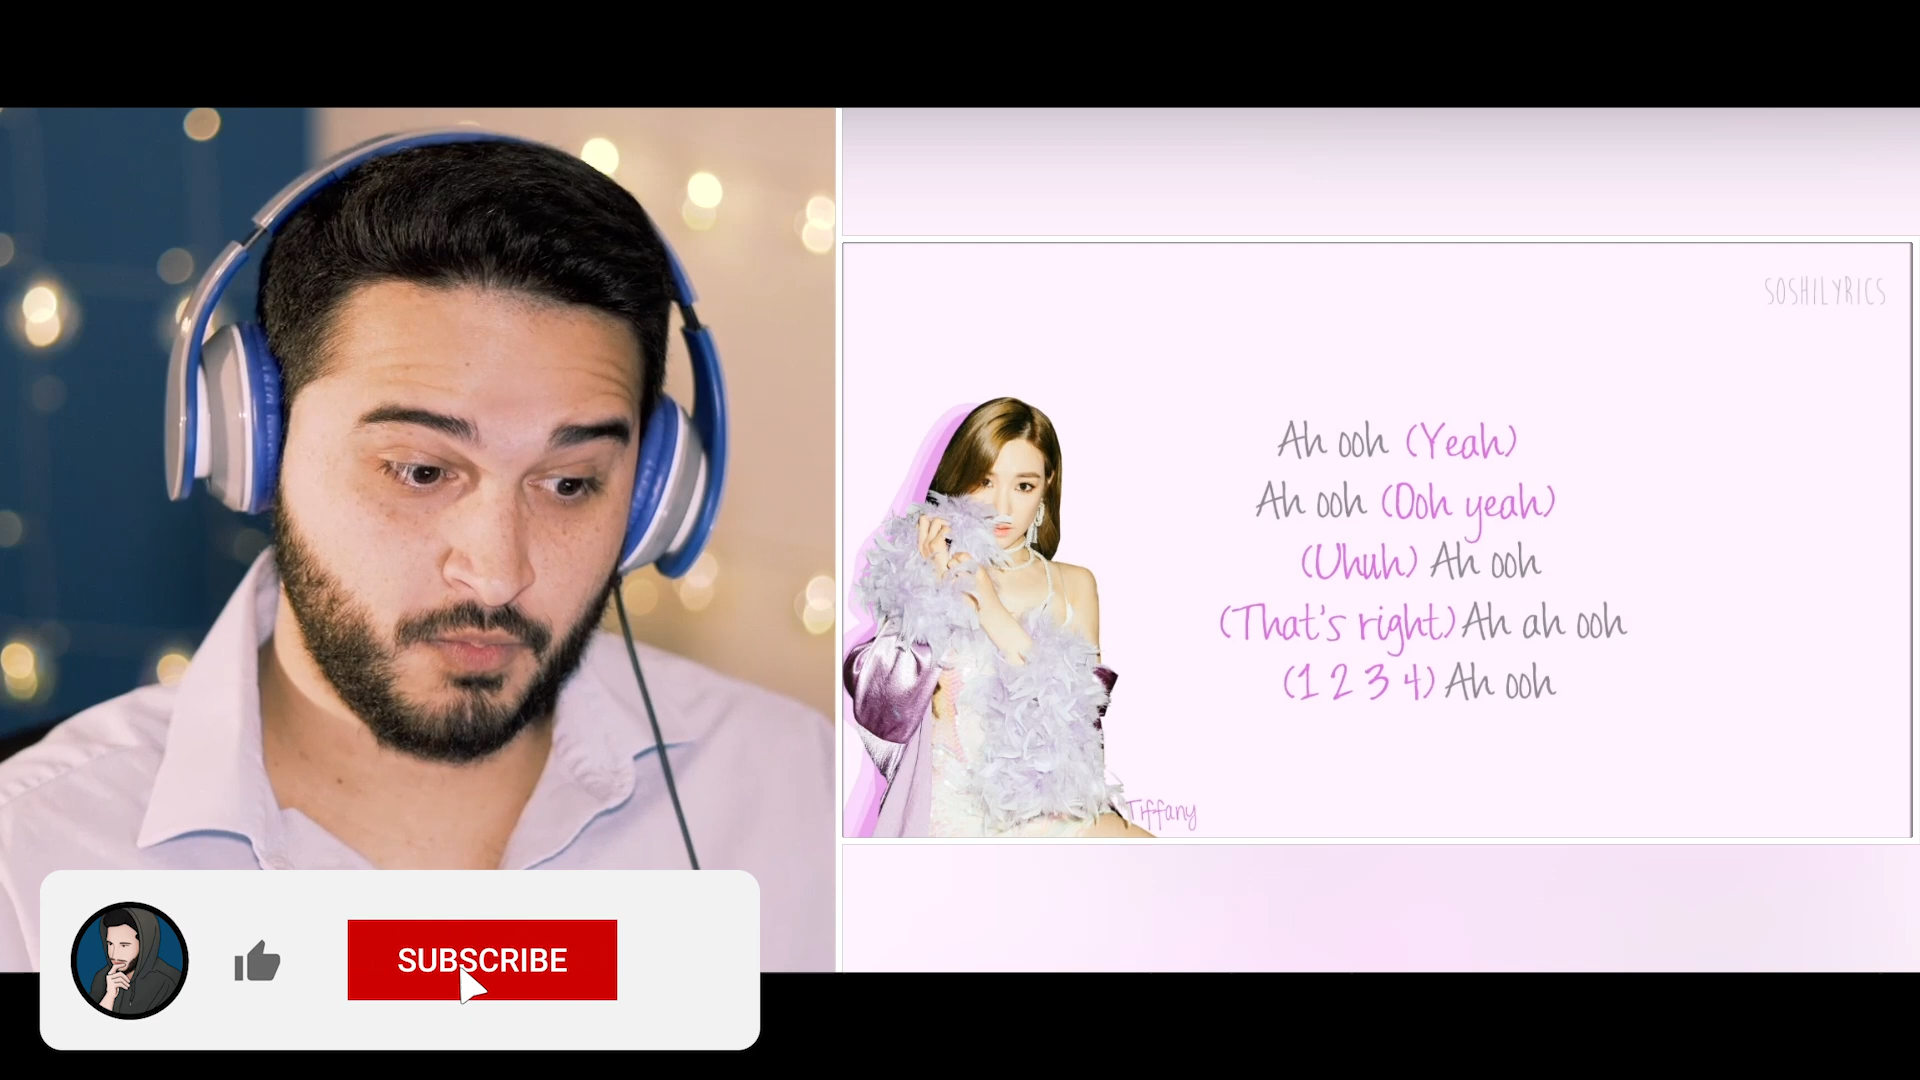 SOSHILYRICS
Ah ooh (Yeah)
Ah ooh (Ooh yeah)
(Uhuh) Ah ooh
(That's right) Ah ah ooh
(1 2 3 4) Ah ooh
Tiffany
SUBSCRIBE